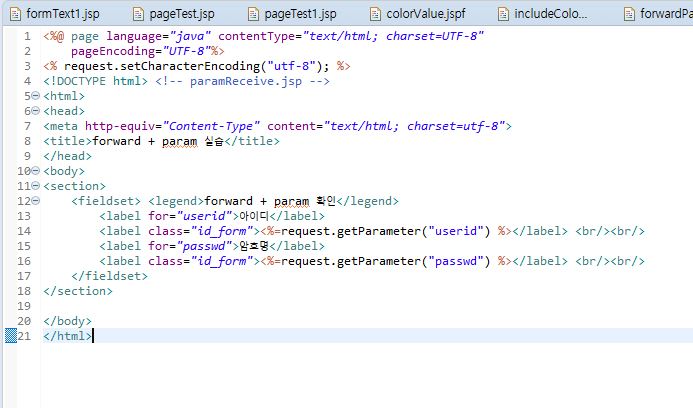 formText1.jsp pageTest.jsp pageTest1.jsp colorValue.jspf includeColo... forwardPa
1 <%@ page language="java" contentType="text/html; charset=UTF-8"
2 pageEncoding="UTF-8"%>
3 <% request.setCharacterEncoding("utf-8"); %>
4 <!DOCTYPE html> <!-- paramReceive.jsp -->
5 <html>
6 <head>
7 <meta http-equiv="Content-Type" content="text/html; charset=utf-8">
8 <title>forward + param 실습</title>
9 </head>
10 <body>
11 <section>
12 <fieldset> <legend>forward + param 확인</legend>
13 <label for="userid">아이디</label>
14 <label class="id_form"><%=request.getParameter("userid") %></label> <br/><br/>
15 <label for="passwd">암호명</label>
16 <label class="id_form"><%=request.getParameter("passwd") %></label> <br/><br/>
17 </fieldset>
18 </section>
19
20 </body>
21 </html>